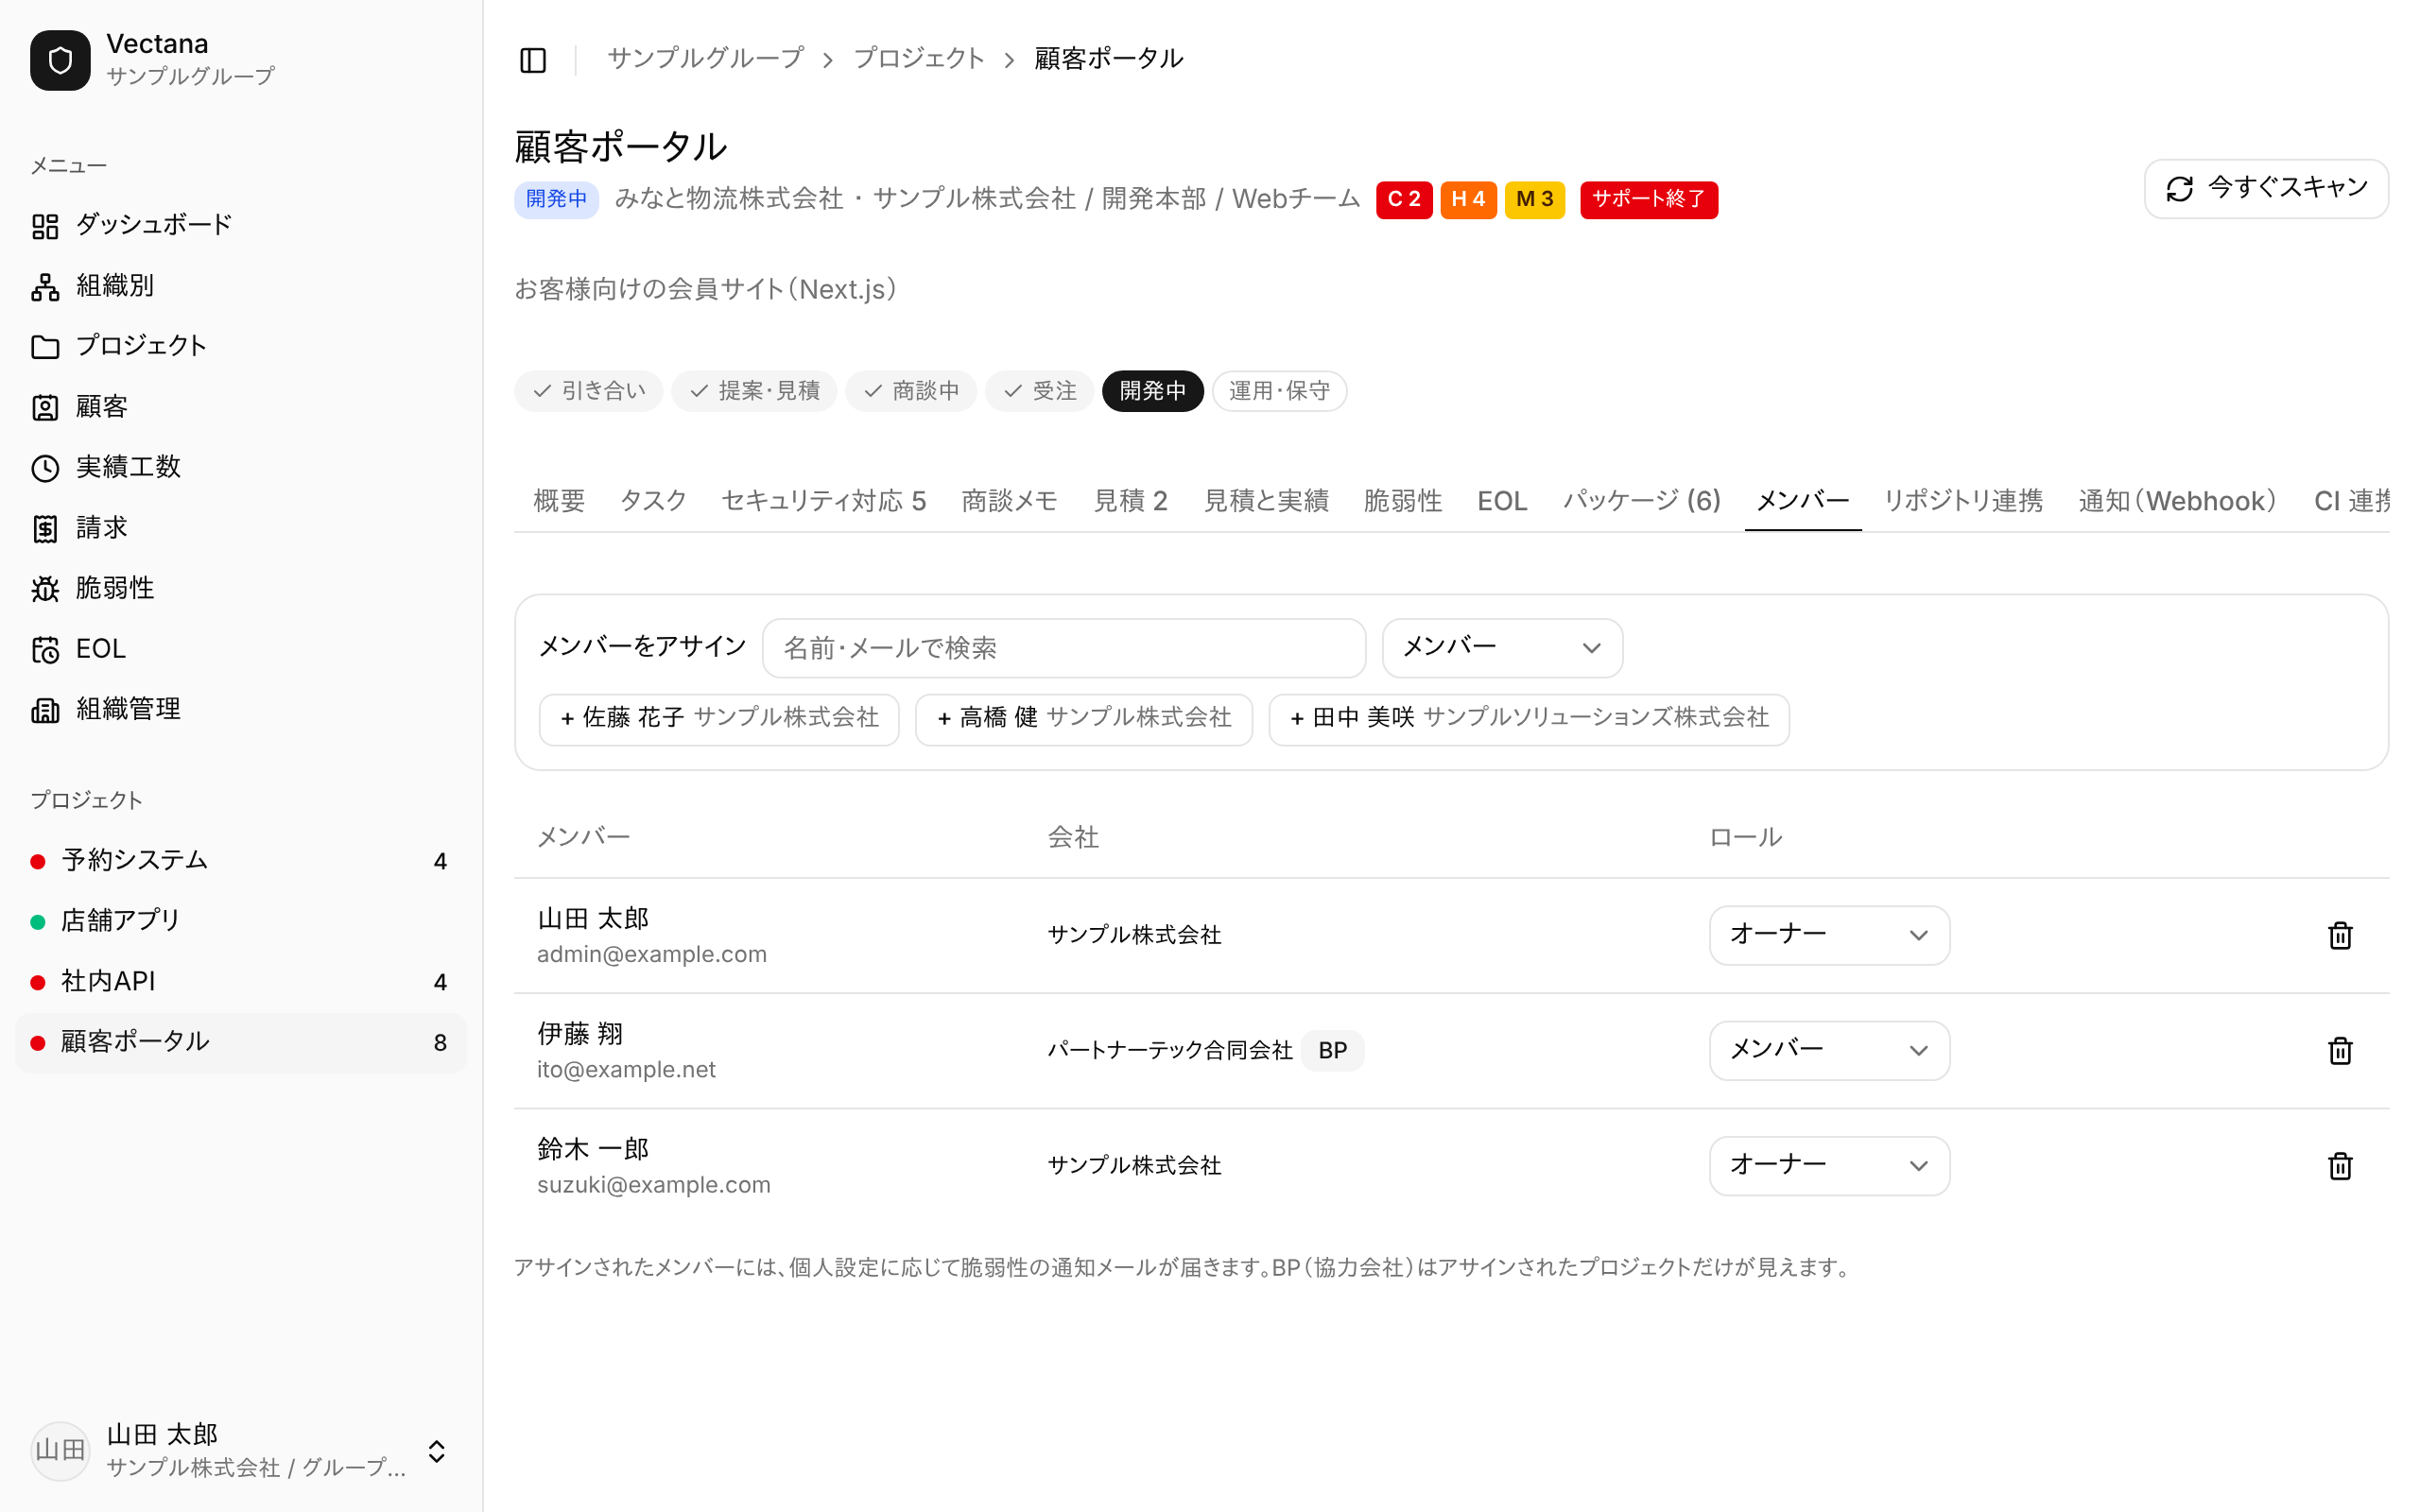 Vectana
サンプルグループ
メニュー
ダッシュボード
組織別
プロジェクト
顧客
実績工数
請求
脆弱性
EOL
組織管理
プロジェクト
予約システム 4
店舗アプリ
社内API 4
顧客ポータル 8
山田
山田 太郎
サンプル株式会社 / グループ...
サンプルグループ > プロジェクト > 顧客ポータル
顧客ポータル
開発中 みなと物流株式会社 · サンプル株式会社 / 開発本部 / Webチーム C 2 H 4 M 3 サポート終了
今すぐスキャン
お客様向けの会員サイト（Next.js）
引き合い 提案・見積 商談中 受注 開発中 運用・保守
概要 タスク セキュリティ対応 5 商談メモ 見積 2 見積と実績 脆弱性 EOL パッケージ (6) メンバー リポジトリ連携 通知（Webhook） CI 連携
メンバーをアサイン 名前・メールで検索 メンバー
+ 佐藤 花子 サンプル株式会社 + 高橋 健 サンプル株式会社 + 田中 美咲 サンプルソリューションズ株式会社
メンバー 会社 ロール
山田 太郎
admin@example.com
サンプル株式会社 オーナー
伊藤 翔
ito@example.net
パートナーテック合同会社 BP メンバー
鈴木 一郎
suzuki@example.com
サンプル株式会社 オーナー
アサインされたメンバーには、個人設定に応じて脆弱性の通知メールが届きます。BP（協力会社）はアサインされたプロジェクトだけが見えます。